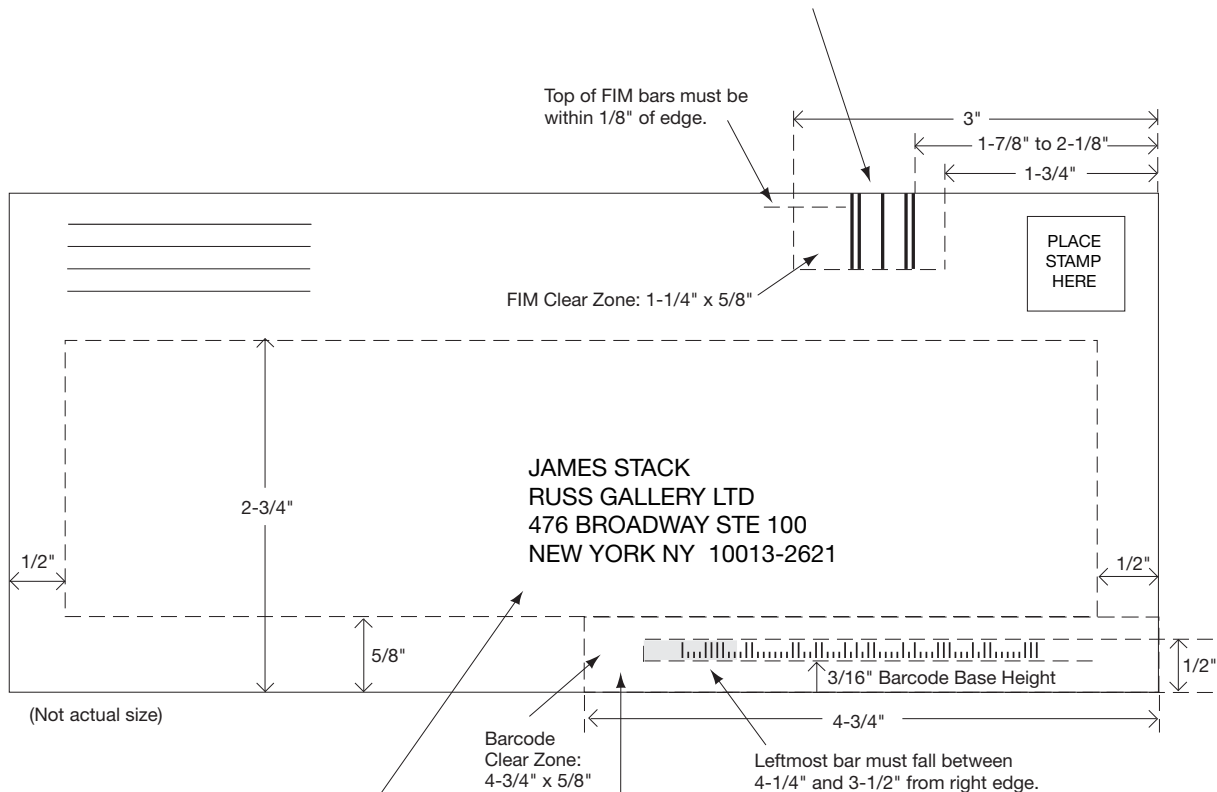 Top of FIM bars must be
within 1/8" of edge.
3"
1-7/8" to 2-1/8"
1-3/4"
PLACE
STAMP
HERE
FIM Clear Zone: 1-1/4" x 5/8"
JAMES STACK
RUSS GALLERY LTD
476 BROADWAY STE 100
NEW YORK NY 10013-2621
2-3/4"
1/2"
1/2"
5/8"
3/16" Barcode Base Height
1/2"
(Not actual size)
4-3/4"
Barcode
Clear Zone:
4-3/4" x 5/8"
Leftmost bar must fall between
4-1/4" and 3-1/2" from right edge.